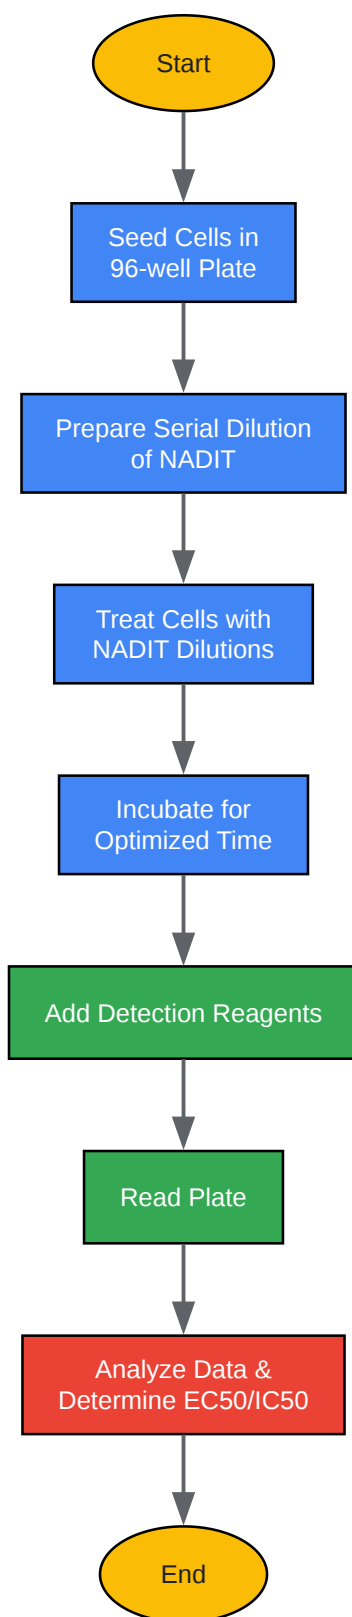 Start
Seed Cells in
96-well Plate
Prepare Serial Dilution
of NADIT
Treat Cells with
NADIT Dilutions
Incubate for
Optimized Time
Add Detection Reagents
Read Plate
Analyze Data &
Determine EC50/IC50
End